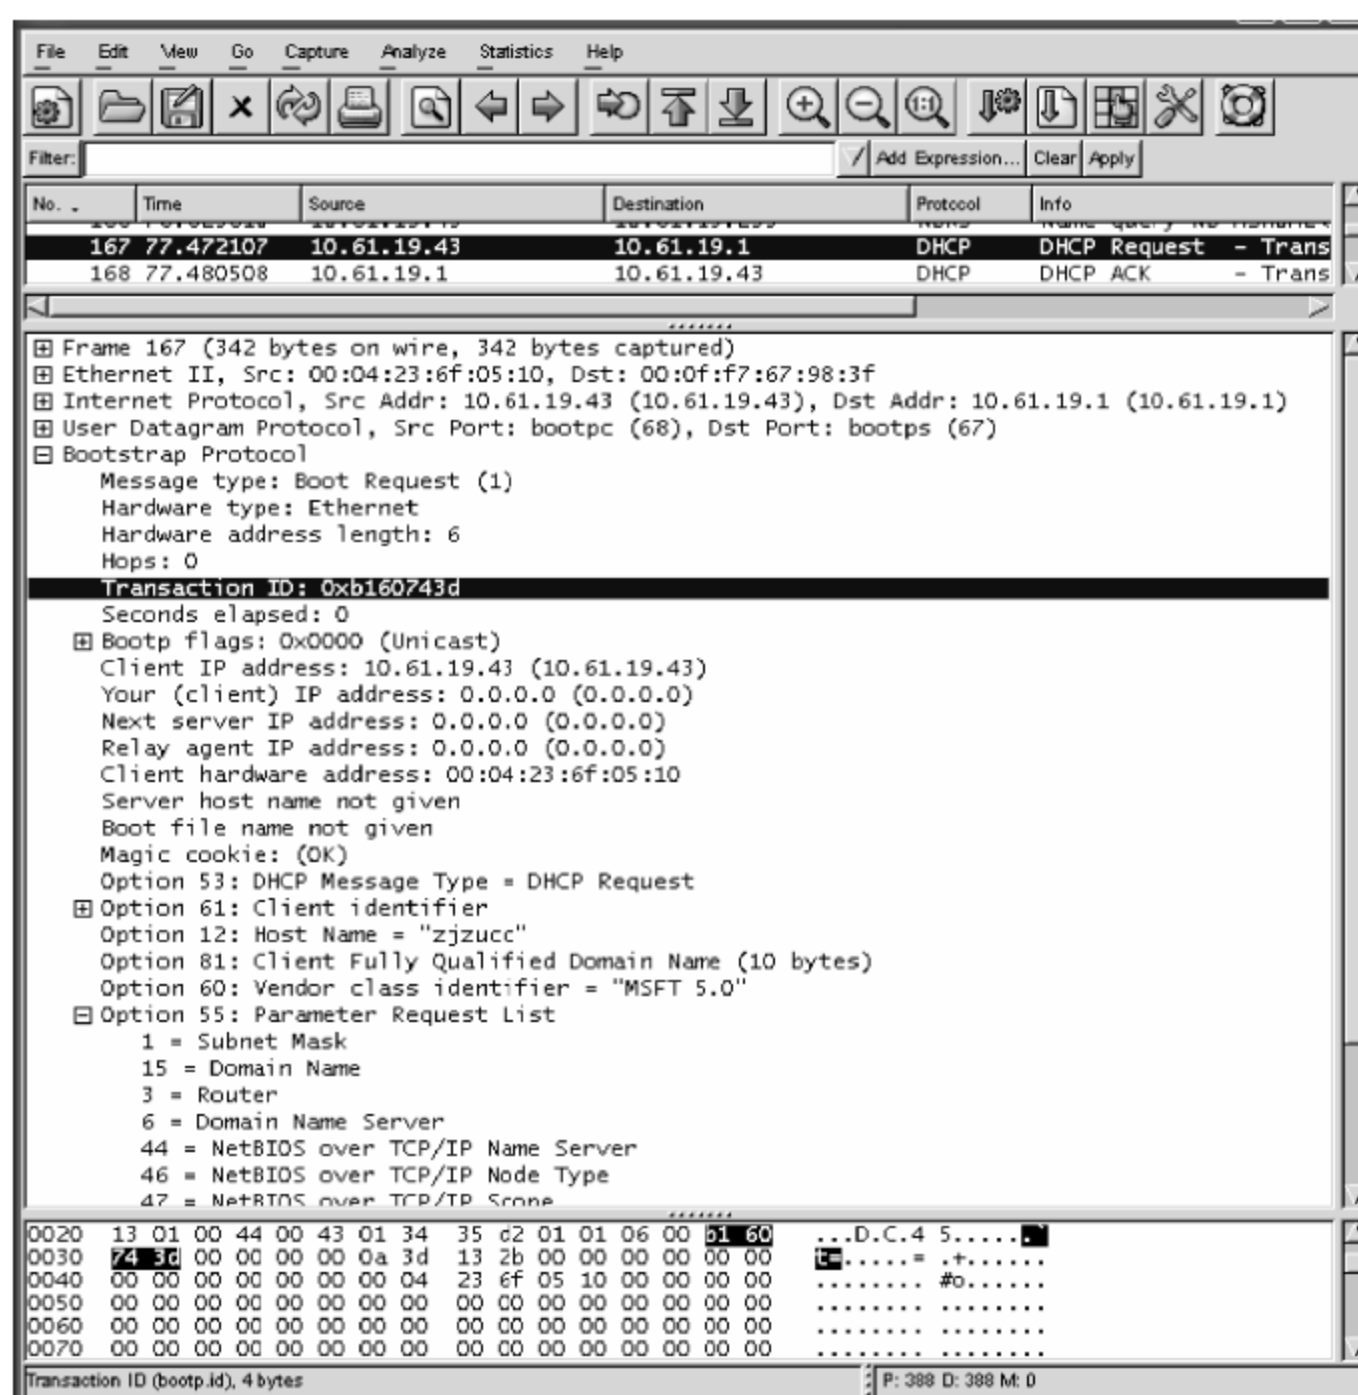 File Edit View Go Capture Analyze Statistics Help
Filter: Add Expression... Clear Apply
No. . Time Source Destination Protocol Info
167 77.472107 10.61.19.43 10.61.19.1 DHCP DHCP Request - Trans
168 77.480508 10.61.19.1 10.61.19.43 DHCP DHCP ACK - Trans
Frame 167 (342 bytes on wire, 342 bytes captured)
Ethernet II, Src: 00:04:23:6f:05:10, Dst: 00:0f:f7:67:98:3f
Internet Protocol, Src Addr: 10.61.19.43 (10.61.19.43), Dst Addr: 10.61.19.1 (10.61.19.1)
User Datagram Protocol, Src Port: bootpc (68), Dst Port: bootps (67)
Bootstrap Protocol
Message type: Boot Request (1)
Hardware type: Ethernet
Hardware address length: 6
Hops: 0
Transaction ID: 0xb160743d
Seconds elapsed: 0
Bootp flags: 0x0000 (Unicast)
Client IP address: 10.61.19.43 (10.61.19.43)
Your (client) IP address: 0.0.0.0 (0.0.0.0)
Next server IP address: 0.0.0.0 (0.0.0.0)
Relay agent IP address: 0.0.0.0 (0.0.0.0)
Client hardware address: 00:04:23:6f:05:10
Server host name not given
Boot file name not given
Magic cookie: (OK)
Option 53: DHCP Message Type = DHCP Request
Option 61: Client identifier
Option 12: Host Name = "zjzucc"
Option 81: Client Fully Qualified Domain Name (10 bytes)
Option 60: Vendor class identifier = "MSFT 5.0"
Option 55: Parameter Request List
1 = Subnet Mask
15 = Domain Name
3 = Router
6 = Domain Name Server
44 = NetBIOS over TCP/IP Name Server
46 = NetBIOS over TCP/IP Node Type
47 = NetBIOS over TCP/IP Scope
0020 13 01 00 44 00 43 01 34 35 d2 01 01 06 00 b1 60 ...D.C.4 5......`
0030 74 3d 00 00 00 00 0a 3d 13 2b 00 00 00 00 00 00 t=.....= .+......
0040 00 00 00 00 00 00 00 04 23 6f 05 10 00 00 00 00 ........ #o......
0050 00 00 00 00 00 00 00 00 00 00 00 00 00 00 00 00 ........ ........
0060 00 00 00 00 00 00 00 00 00 00 00 00 00 00 00 00 ........ ........
0070 00 00 00 00 00 00 00 00 00 00 00 00 00 00 00 00 ........ ........
Transaction ID (bootp.id), 4 bytes P: 388 D: 388 M: 0